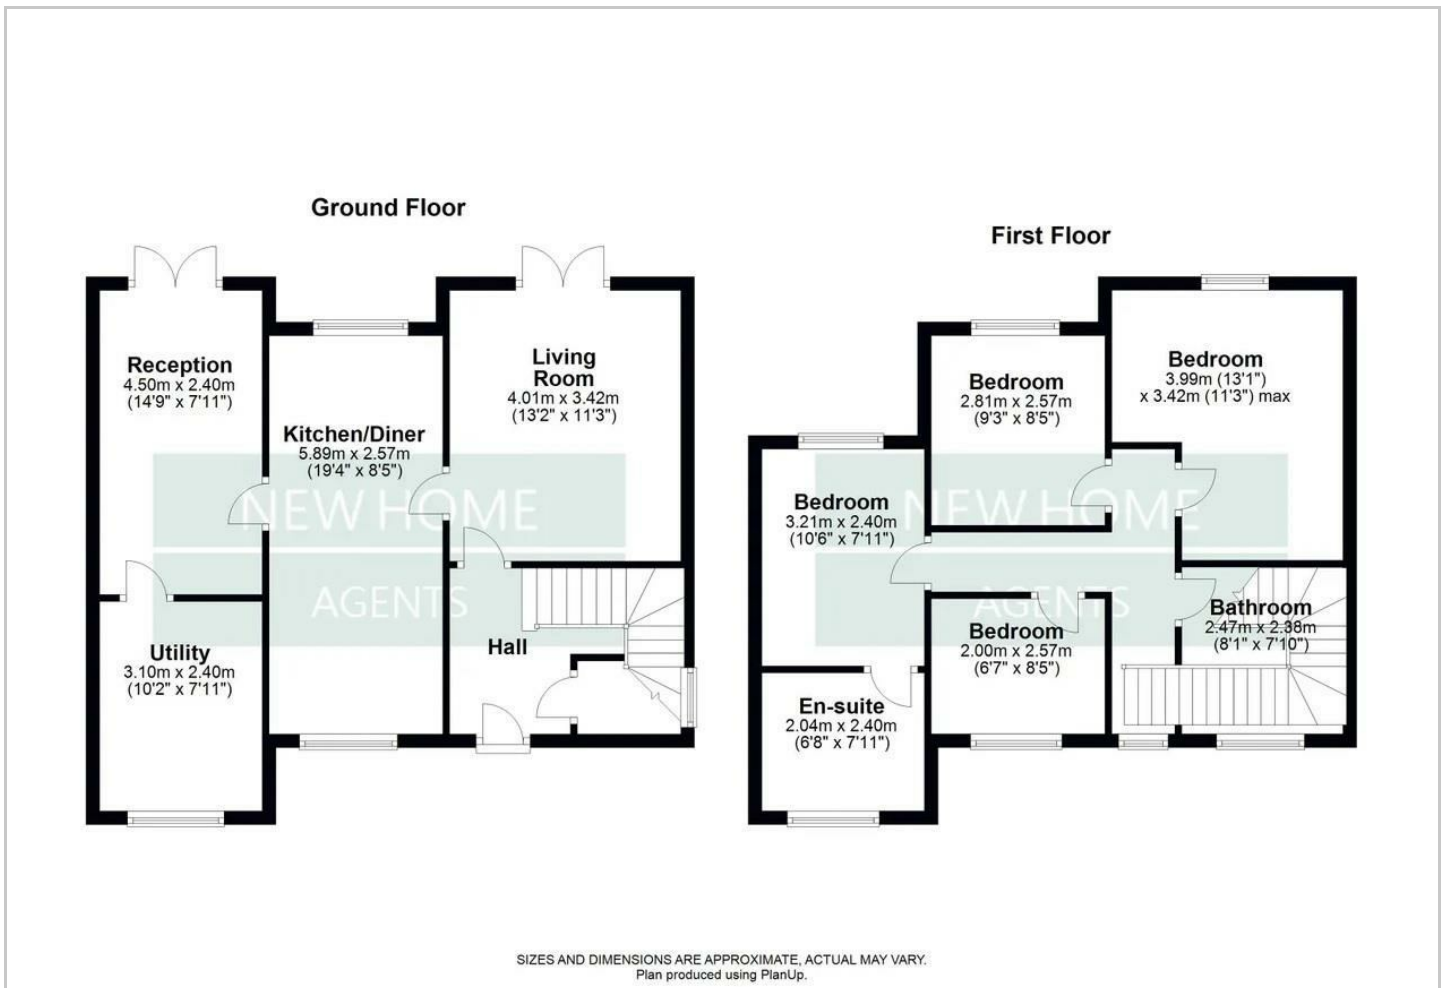 Ground Floor
Reception
4.50m x 2.40m
(14'9" x 7'11")
Kitchen/Diner
5.89m x 2.57m
(19'4" x 8'5")
Living
Room
4.01m x 3.42m
(13'2" x 11'3")
Utility
3.10m x 2.40m
(10'2" x 7'11")
Hall
NEW HOME
AGENTS
First Floor
Bedroom
3.99m (13'1")
x 3.42m (11'3") max
Bedroom
2.81m x 2.57m
(9'3" x 8'5")
Bedroom
3.21m x 2.40m
(10'6" x 7'11")
Bathroom
2.47m x 2.38m
(8'1" x 7'10")
Bedroom
2.00m x 2.57m
(6'7" x 8'5")
En-suite
2.04m x 2.40m
(6'8" x 7'11")
NEW HOME
AGENTS
SIZES AND DIMENSIONS ARE APPROXIMATE, ACTUAL MAY VARY.
Plan produced using PlanUp.